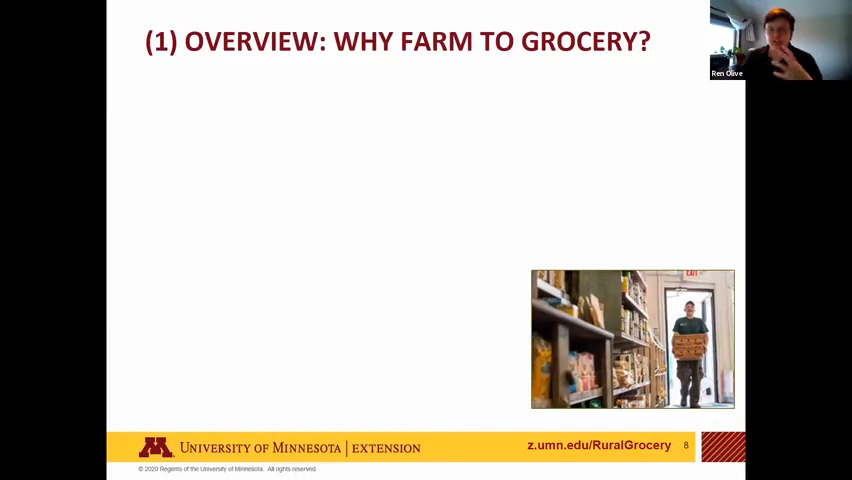 (1) OVERVIEW: WHY FARM TO GROCERY?
Ren Olive
EXIT
UNIVERSITY OF MINNESOTA | EXTENSION
z.umn.edu/RuralGrocery 8
© 2020 Regents of the University of Minnesota. All rights reserved.